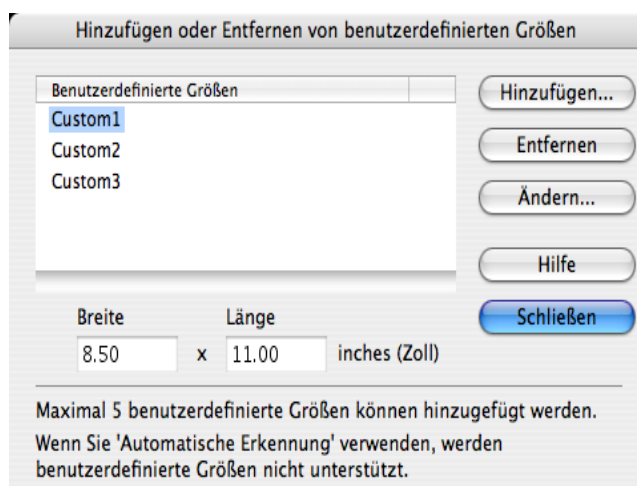 Hinzufügen oder Entfernen von benutzerdefinierten Größen
Benutzerdefinierte Größen
Custom1
Custom2
Custom3
Hinzufügen...
Entfernen
Ändern...
Hilfe
Schließen
Breite Länge
8.50 x 11.00 inches (Zoll)
Maximal 5 benutzerdefinierte Größen können hinzugefügt werden.
Wenn Sie 'Automatische Erkennung' verwenden, werden
benutzerdefinierte Größen nicht unterstützt.